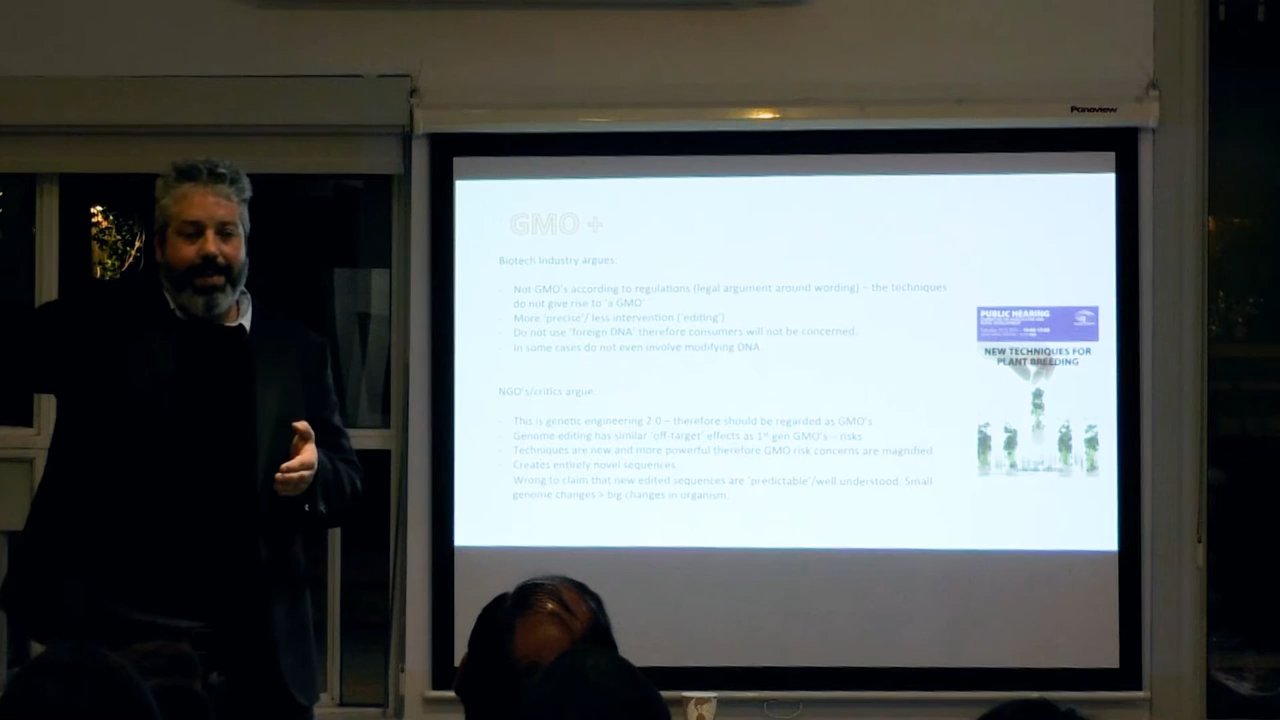 Panaview
GMO +
Biotech Industry argues:
Not GMO's according to regulations (legal argument around wording) – the techniques
do not give rise to 'a GMO'
More 'precise'/ less intervention ('editing')
Do not use 'foreign DNA' therefore consumers will not be concerned.
In some cases do not even involve modifying DNA.
NGO's/critics argue:
This is genetic engineering 2.0 – therefore should be regarded as GMO's
Genome editing has similar 'off-target' effects as 1st gen GMO's – risks.
Techniques are new and more powerful therefore GMO risk concerns are magnified
Creates entirely novel sequences.
Wrong to claim that new edited sequences are 'predictable'/well understood. Small
genome changes > big changes in organism.
PUBLIC HEARING
NEW TECHNIQUES FOR
PLANT BREEDING